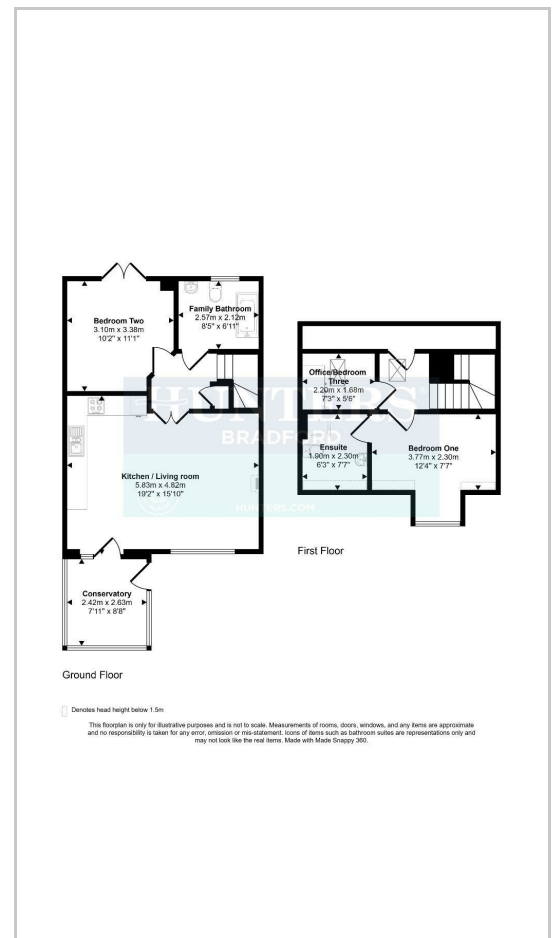 Bedroom Two
3.10m x 3.38m
10'2" x 11'1"
Family Bathroom
2.57m x 2.12m
8'5" x 6'11"
Office/Bedroom
Three
2.20m x 1.68m
7'3" x 5'6"
HUNTERS
BRADFORD
Ensuite
1.90m x 2.30m
6'3" x 7'7"
Bedroom One
3.77m x 2.30m
12'4" x 7'7"
Kitchen / Living room
5.83m x 4.82m
19'2" x 15'10"
HUNTERS.COM
First Floor
Conservatory
2.42m x 2.63m
7'11" x 8'8"
Ground Floor
Denotes head height below 1.5m
This floorplan is only for illustrative purposes and is not to scale. Measurements of rooms, doors, windows, and any items are approximate
and no responsibility is taken for any error, omission or mis-statement. Icons of items such as bathroom suites are representations only and
may not look like the real items. Made with Made Snappy 360.